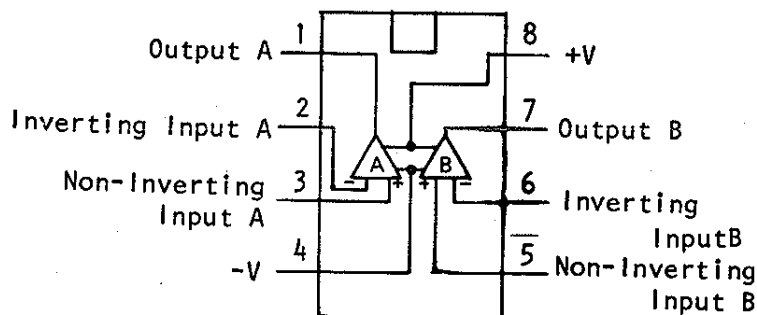 1
Output A
8
+V
2
Inverting Input A
7
Output B
A
B
- + + -
3
Non-Inverting
Input A
6
Inverting
InputB
4
-V
5
Non-Inverting
Input B